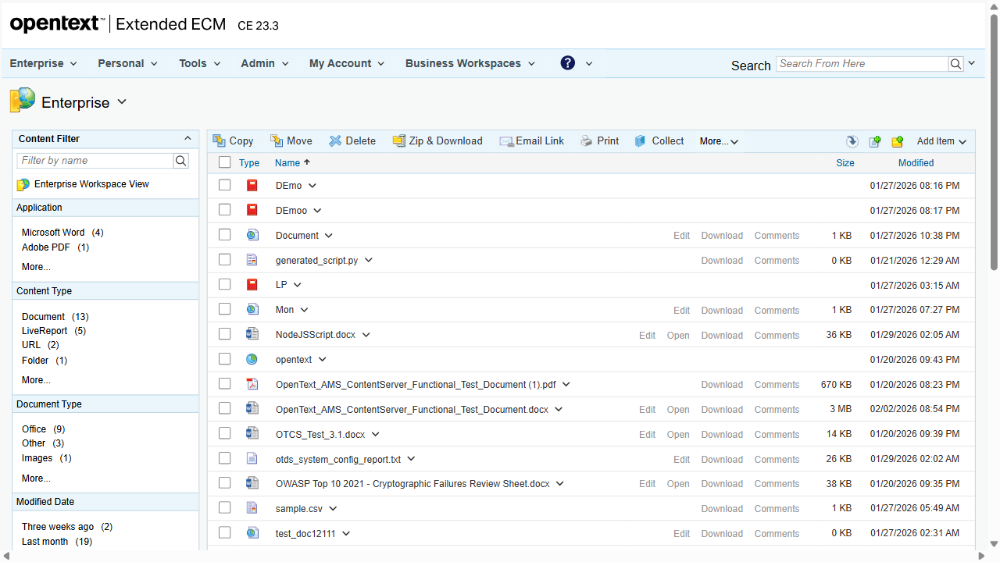 opentext™ | Extended ECM CE 23.3
Enterprise Personal Tools Admin My Account Business Workspaces ? Search Search From Here
Enterprise
Content Filter
Filter by name
Enterprise Workspace View
Application
Microsoft Word (4)
Adobe PDF (1)
More...
Content Type
Document (13)
LiveReport (5)
URL (2)
Folder (1)
More...
Document Type
Office (9)
Other (3)
Images (1)
More...
Modified Date
Three weeks ago (2)
Last month (19)
Copy Move Delete Zip & Download Email Link Print Collect More... Add Item
Type Name Size Modified
DEmo 01/27/2026 08:16 PM
DEmoo 01/27/2026 08:17 PM
Document Edit Download Comments 1 KB 01/27/2026 10:38 PM
generated_script.py Download Comments 0 KB 01/21/2026 12:29 AM
LP 01/27/2026 03:15 AM
Mon Edit Download Comments 1 KB 01/27/2026 07:27 PM
NodeJSScript.docx Edit Open Download Comments 36 KB 01/29/2026 02:05 AM
opentext 01/20/2026 09:43 PM
OpenText_AMS_ContentServer_Functional_Test_Document (1).pdf Download Comments 670 KB 01/20/2026 08:23 PM
OpenText_AMS_ContentServer_Functional_Test_Document.docx Edit Open Download Comments 3 MB 02/02/2026 08:54 PM
OTCS_Test_3.1.docx Edit Open Download Comments 14 KB 01/20/2026 09:39 PM
otds_system_config_report.txt Edit Download Comments 26 KB 01/29/2026 02:02 AM
OWASP Top 10 2021 - Cryptographic Failures Review Sheet.docx Edit Open Download Comments 38 KB 01/20/2026 09:35 PM
sample.csv Download Comments 1 KB 01/27/2026 05:49 AM
test_doc12111 Edit Download Comments 0 KB 01/27/2026 02:31 AM